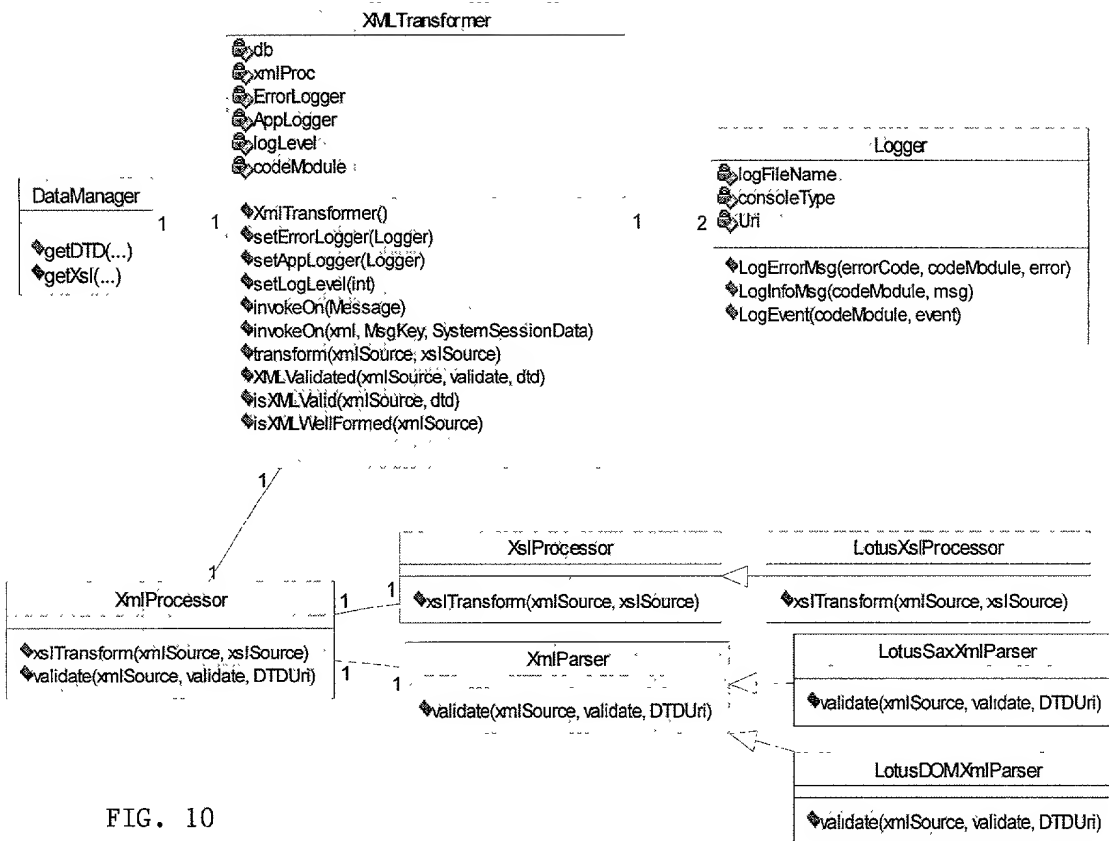 XMLTransformer
db
xmlProc
ErrorLogger
AppLogger
logLevel
codeModule
XmlTransformer()
setErrorLogger(Logger)
setAppLogger(Logger)
setLogLevel(int)
invokeOn(Message)
invokeOn(xml, MsgKey, SystemSessionData)
transform(xmlSource, xslSource)
XMLValidated(xmlSource, validate, dtd)
isXMLValid(xmlSource, dtd)
isXMLWellFormed(xmlSource)
DataManager
getDTD(...)
getXsl(...)
1
1
1
2
Logger
logFileName
consoleType
Uri
LogErrorMsg(errorCode, codeModule, error)
LogInfoMsg(codeModule, msg)
LogEvent(codeModule, event)
1
1
XmlProcessor
xslTransform(xmlSource, xslSource)
validate(xmlSource, validate, DTDUri)
1
1
1
1
XslProcessor
xslTransform(xmlSource, xslSource)
LotusXslProcessor
xslTransform(xmlSource, xslSource)
XmlParser
validate(xmlSource, validate, DTDUri)
LotusSaxXmlParser
validate(xmlSource, validate, DTDUri)
LotusDOMXmlParser
validate(xmlSource, validate, DTDUri)
FIG. 10